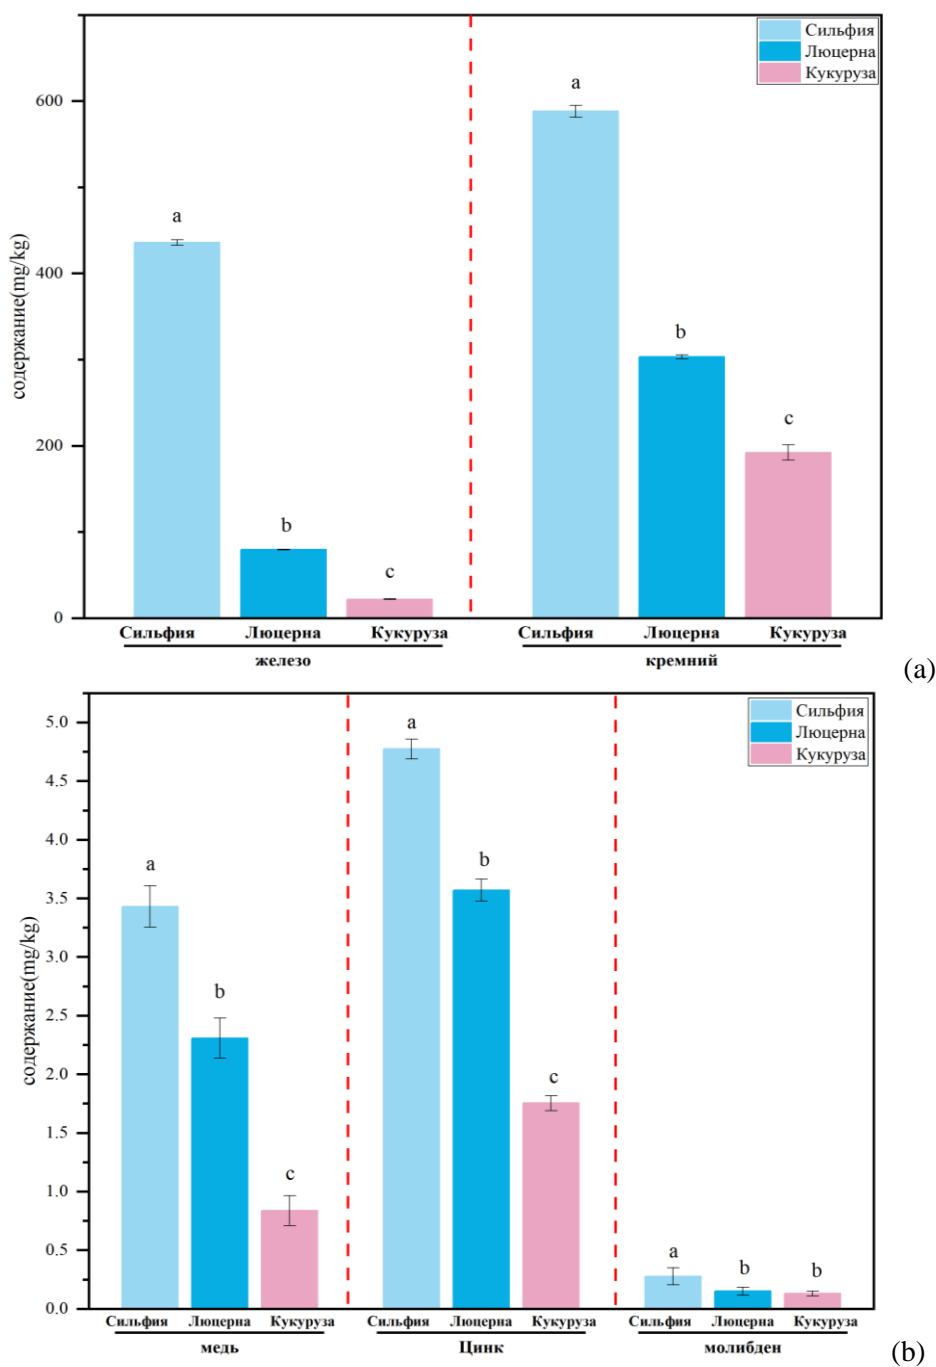 Сильфия
Люцерна
Кукуруза
содержание(mg/kg)
600
400
200
0
a
b
c
a
b
c
Сильфия Люцерна Кукуруза Сильфия Люцерна Кукуруза
железо кремний
(a)
Сильфия
Люцерна
Кукуруза
содержание(mg/kg)
5.0
4.5
4.0
3.5
3.0
2.5
2.0
1.5
1.0
0.5
0.0
a
b
c
a
b
c
a
b
b
Сильфия Люцерна Кукуруза Сильфия Люцерна Кукуруза Сильфия Люцерна Кукуруза
медь Цинк молибден
(b)